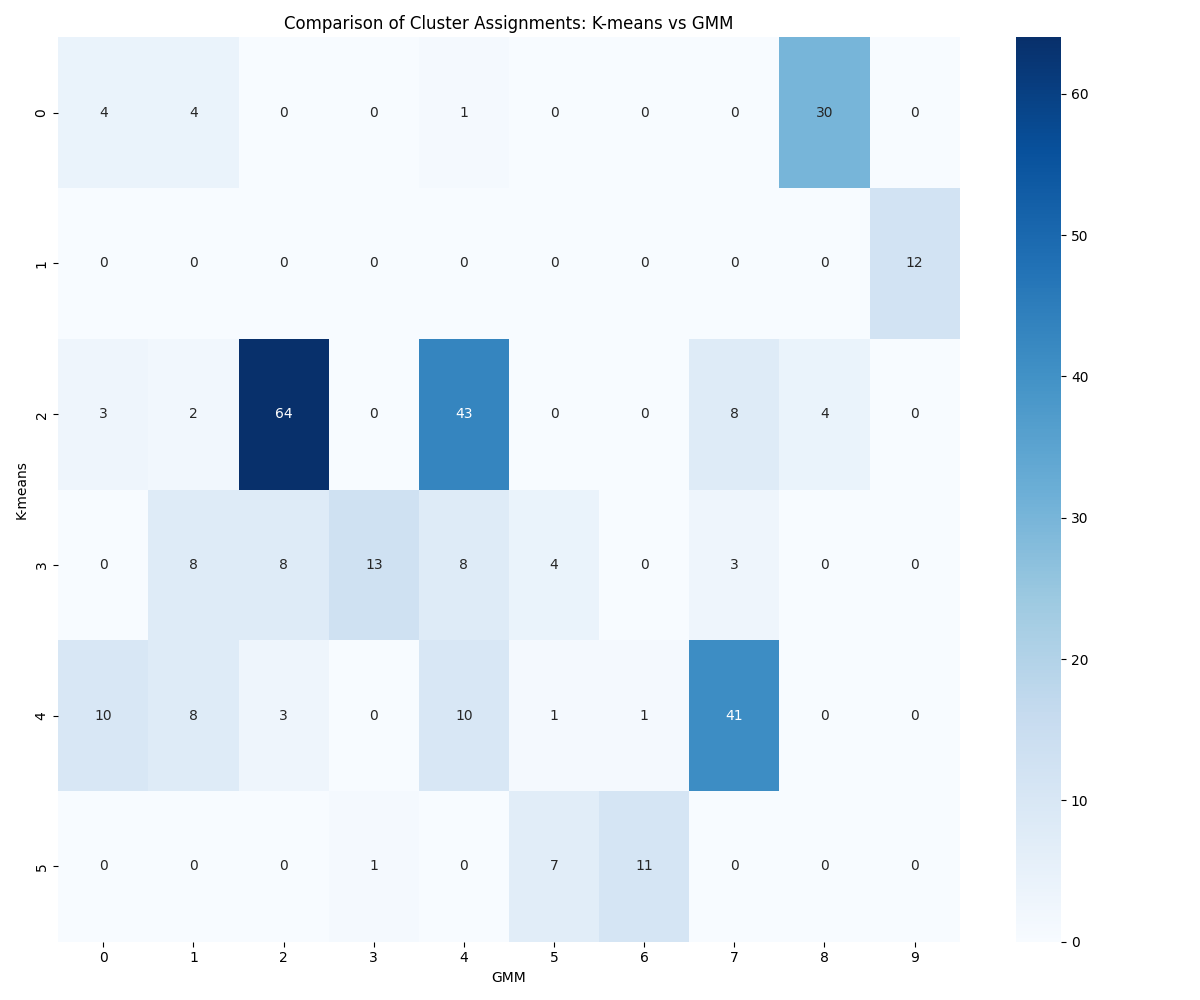 Comparison of Cluster Assignments: K-means vs GMM
0 4 4 0 0 1 0 0 0 30 0
1 0 0 0 0 0 0 0 0 0 12
2 3 2 64 0 43 0 0 8 4 0
3 0 8 8 13 8 4 0 3 0 0
4 10 8 3 0 10 1 1 41 0 0
5 0 0 0 1 0 7 11 0 0 0
K-means
0 1 2 3 4 5 6 7 8 9
GMM
60
50
40
30
20
10
0